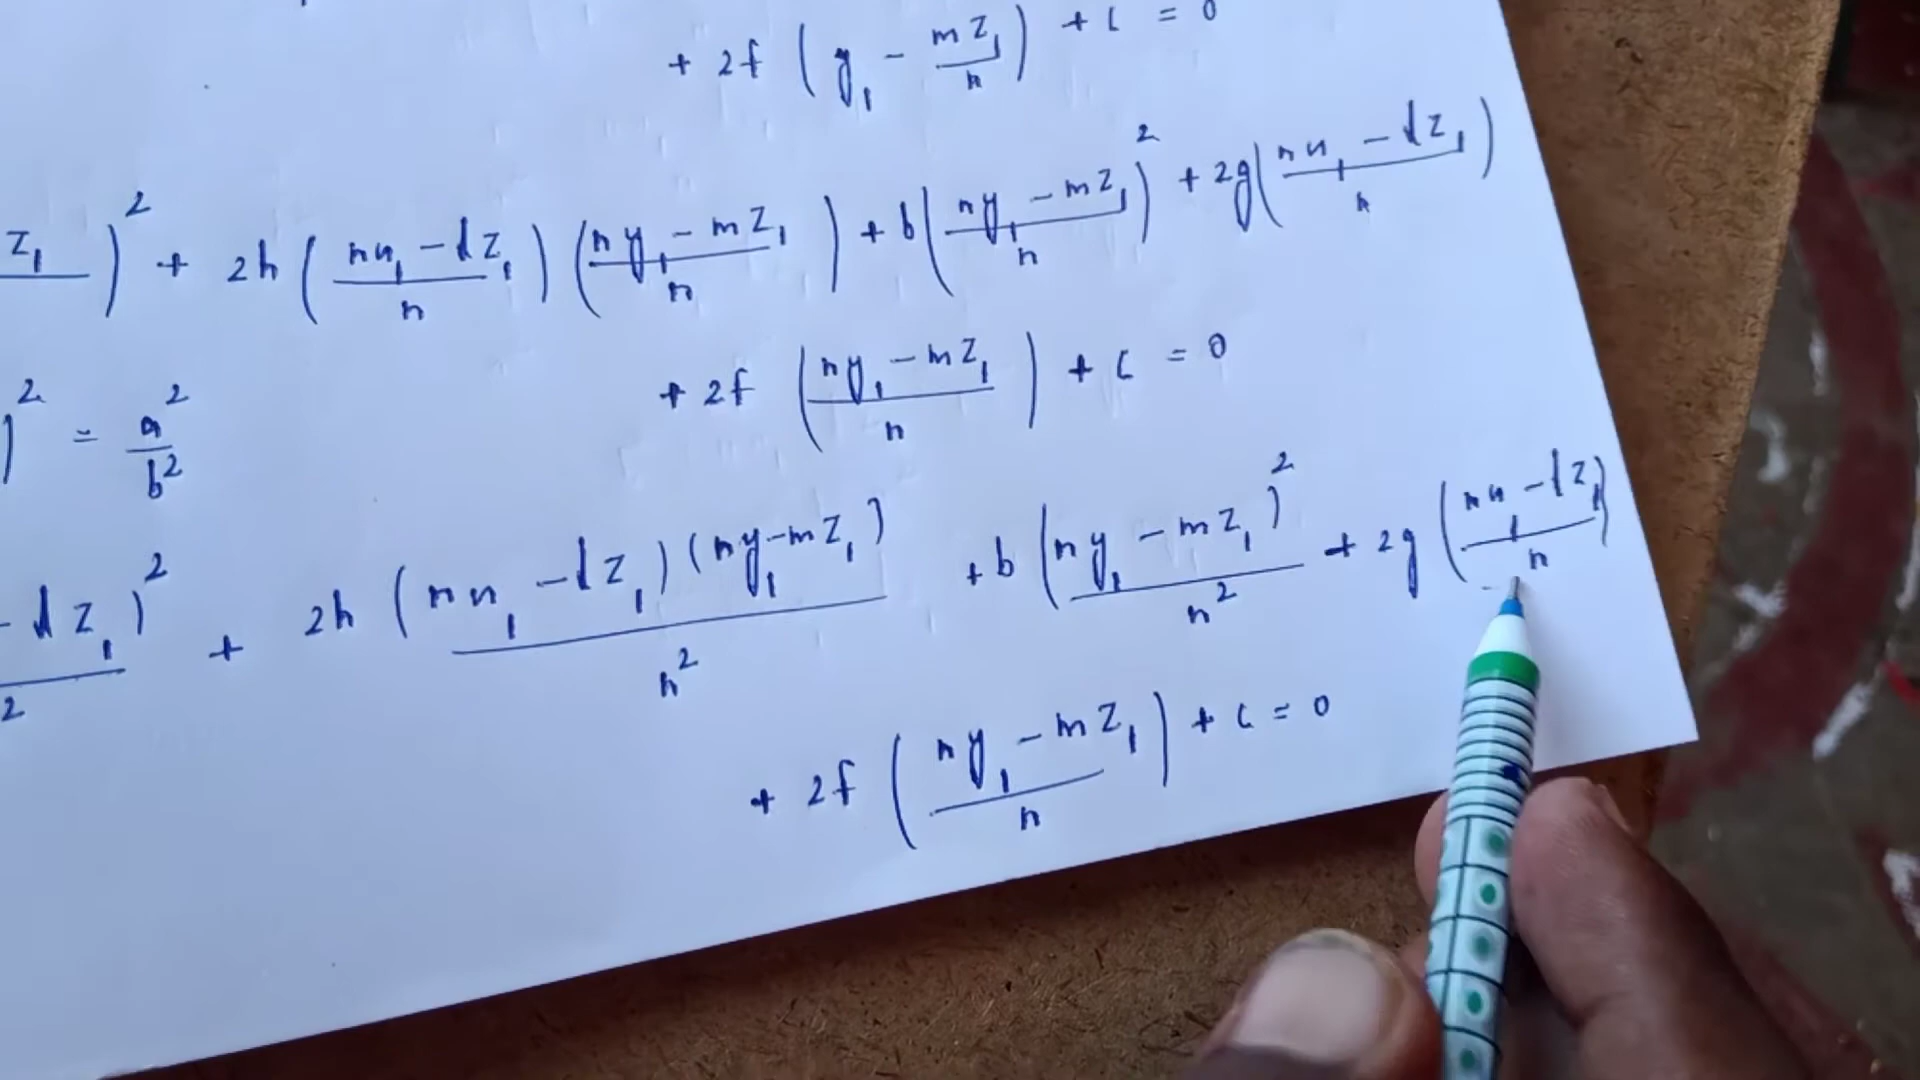 + 2f (y₁ - mz₁/n) + c = 0
z₁ )² + 2h (nx₁ - lz₁ / n) (ny₁ - mz₁ / n) + b (ny₁ - mz₁ / n)² + 2g (nx₁ - lz₁ / n)
+ 2f (ny₁ - mz₁ / n) + c = 0
)² = a²/b²
- lz₁)² / 2 + 2h (nx₁ - lz₁)(ny₁ - mz₁) / n² + b (ny₁ - mz₁)² / n² + 2g (nx₁ - lz₁ / n)
+ 2f (ny₁ - mz₁ / n) + c = 0